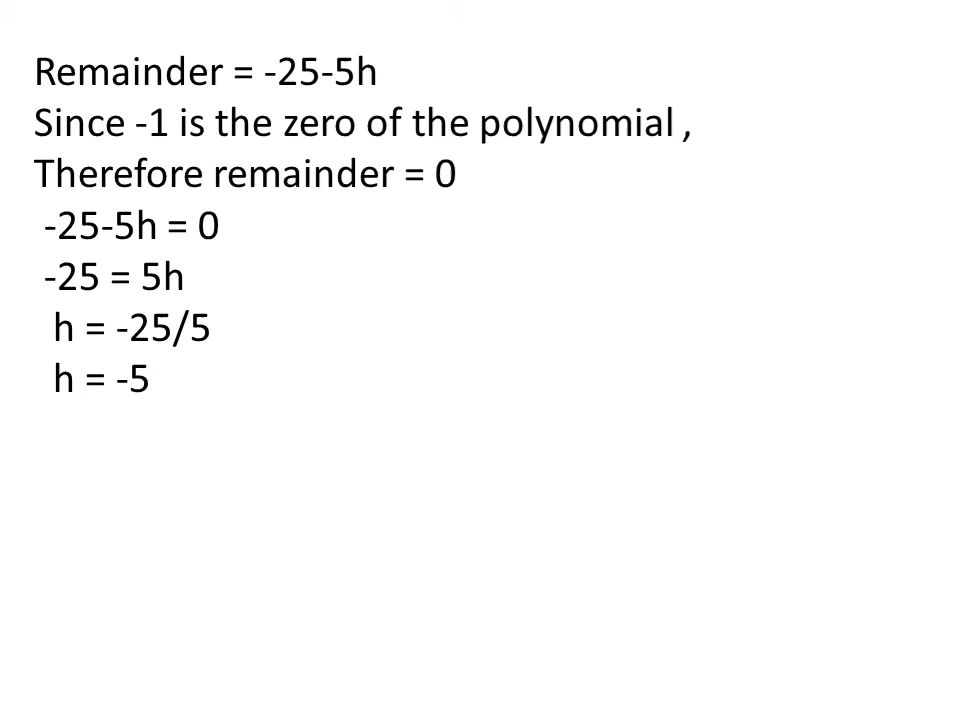 Remainder = -25-5h
Since -1 is the zero of the polynomial ,
Therefore remainder = 0
-25-5h = 0
-25 = 5h
h = -25/5
h = -5